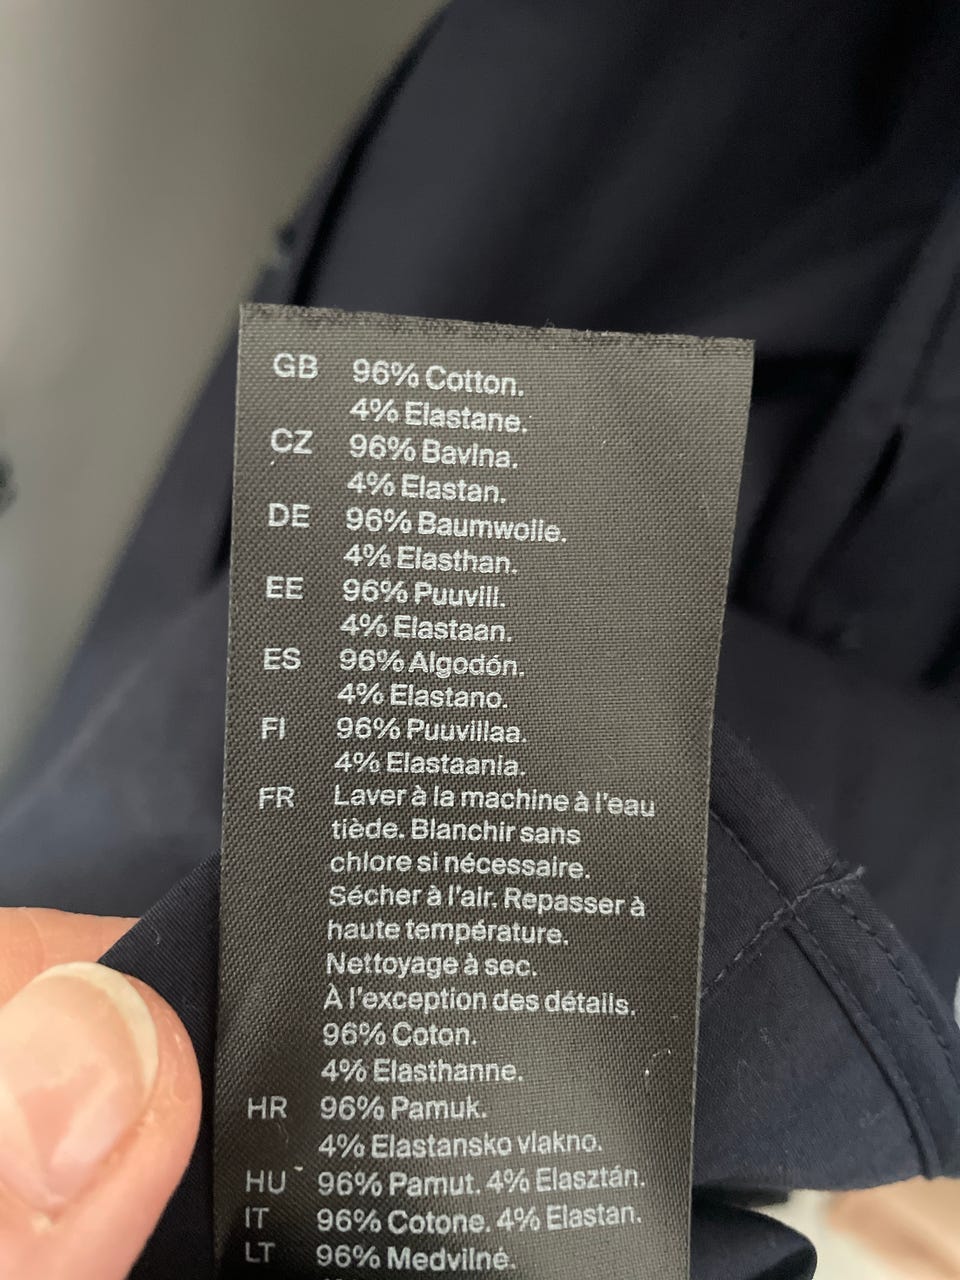 GB 96% Cotton.
4% Elastane.
CZ 96% Bavlna.
4% Elastan.
DE 96% Baumwolle.
4% Elasthan.
EE 96% Puuvill.
4% Elastaan.
ES 96% Algodón.
4% Elastano.
FI 96% Puuvillaa.
4% Elastaania.
FR Laver à la machine à l'eau
tiède. Blanchir sans
chlore si nécessaire.
Sécher à l'air. Repasser à
haute température.
Nettoyage à sec.
À l'exception des détails.
96% Coton.
4% Elasthanne.
HR 96% Pamuk.
4% Elastansko vlakno.
HU 96% Pamut. 4% Elasztán.
IT 96% Cotone. 4% Elastan.
LT 96% Medvilnė.